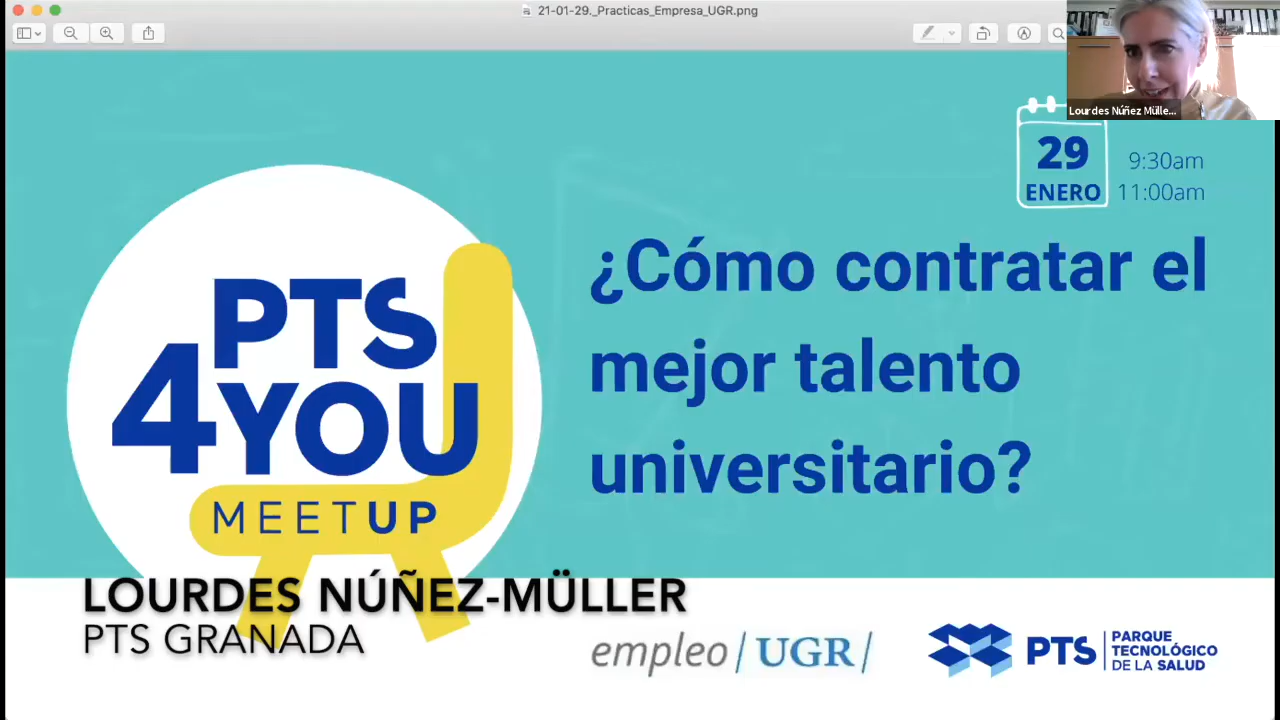 21-01-29._Practicas_Empresa_UGR.png
Lourdes Núñez Mülle...
29
ENERO
9:30am
11:00am
¿Cómo contratar el
mejor talento
universitario?
PTS
4YOU
MEETUP
LOURDES NÚÑEZ-MÜLLER
PTS GRANADA
empleo/UGR/
PTS
PARQUE
TECNOLÓGICO
DE LA SALUD